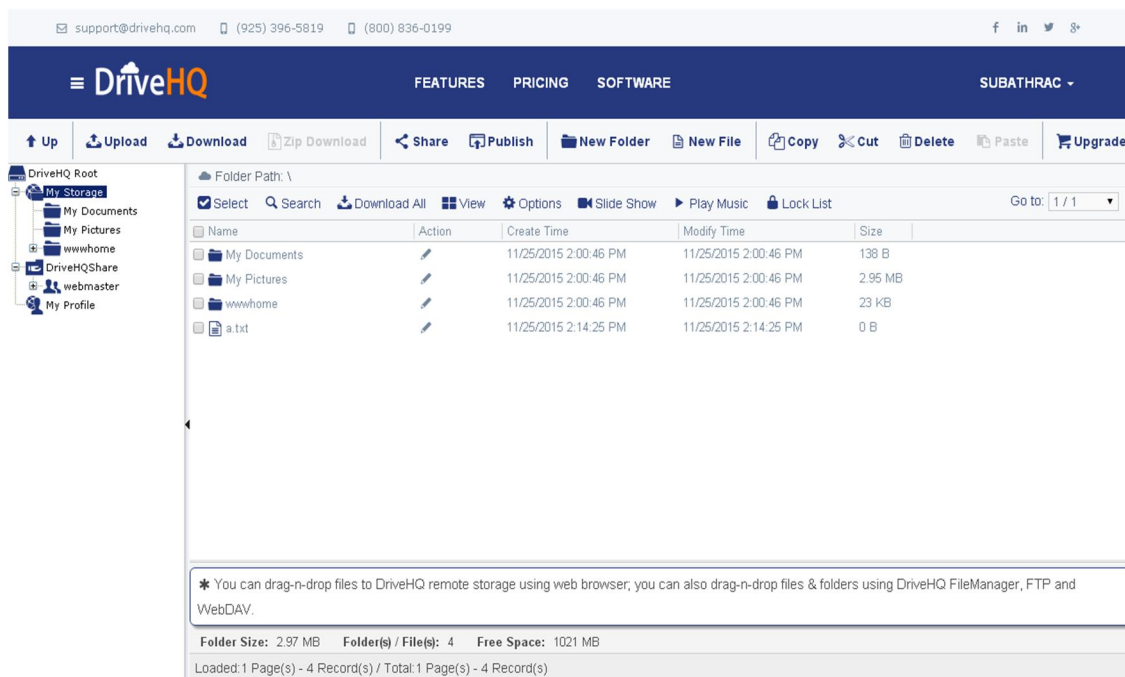 support@drivehq.com (925) 396-5819 (800) 836-0199 f in 8+
DriveHQ FEATURES PRICING SOFTWARE SUBATHRAC
Up Upload Download Zip Download Share Publish New Folder New File Copy Cut Delete Paste Upgrade
DriveHQ Root
My Storage
My Documents
My Pictures
wwwhome
DriveHQShare
webmaster
My Profile
Folder Path: \
Select Search Download All View Options Slide Show Play Music Lock List Go to: 1 / 1
Name Action Create Time Modify Time Size
My Documents 11/25/2015 2:00:46 PM 11/25/2015 2:00:46 PM 138 B
My Pictures 11/25/2015 2:00:46 PM 11/25/2015 2:00:46 PM 2.95 MB
wwwhome 11/25/2015 2:00:46 PM 11/25/2015 2:00:46 PM 23 KB
a.txt 11/25/2015 2:14:25 PM 11/25/2015 2:14:25 PM 0 B
✱ You can drag-n-drop files to DriveHQ remote storage using web browser; you can also drag-n-drop files & folders using DriveHQ FileManager, FTP and
WebDAV.
Folder Size: 2.97 MB Folder(s) / File(s): 4 Free Space: 1021 MB
Loaded:1 Page(s) - 4 Record(s) / Total:1 Page(s) - 4 Record(s)